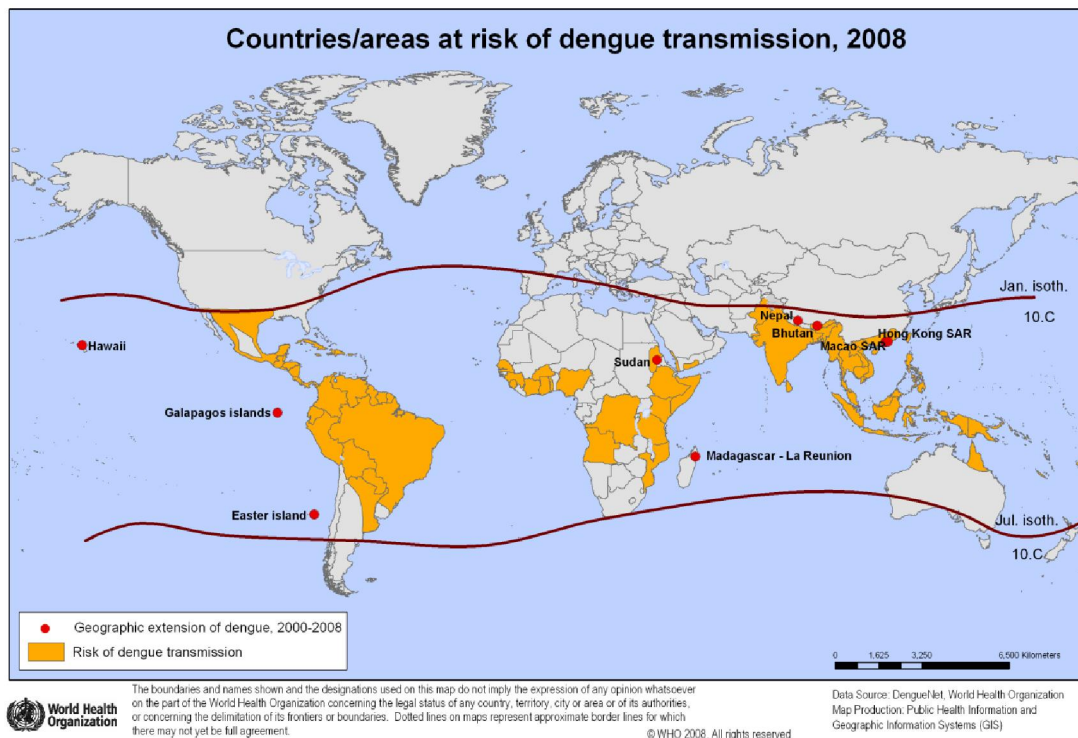 Countries/areas at risk of dengue transmission, 2008
Jan. isoth.
10.C
Nepal
Bhutan
Hong Kong SAR
Macao SAR
Hawaii
Sudan
Galapagos islands
Madagascar - La Reunion
Easter island
Jul. isoth.
10.C
Geographic extension of dengue, 2000-2008
Risk of dengue transmission
0 1,625 3,250 6,500 Kilometers
World Health
Organization
The boundaries and names shown and the designations used on this map do not imply the expression of any opinion whatsoever
on the part of the World Health Organization concerning the legal status of any country, territory, city or area or of its authorities,
or concerning the delimitation of its frontiers or boundaries. Dotted lines on maps represent approximate border lines for which
there may not yet be full agreement.
© WHO 2008. All rights reserved
Data Source: DengueNet, World Health Organization
Map Production: Public Health Information and
Geographic Information Systems (GIS)